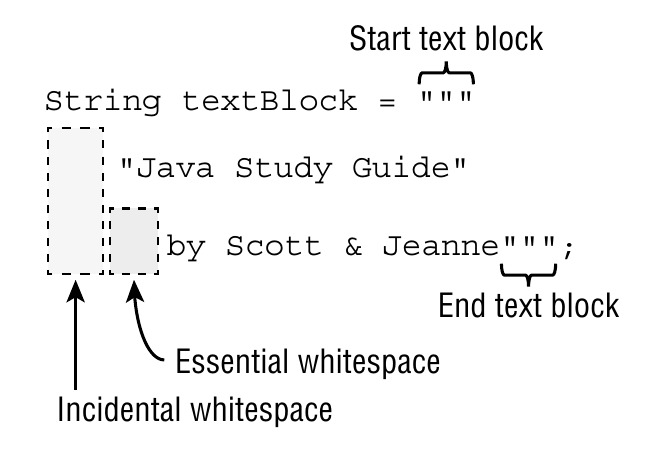 Start text block
String textBlock = """
"Java Study Guide"
by Scott & Jeanne""";
End text block
Essential whitespace
Incidental whitespace